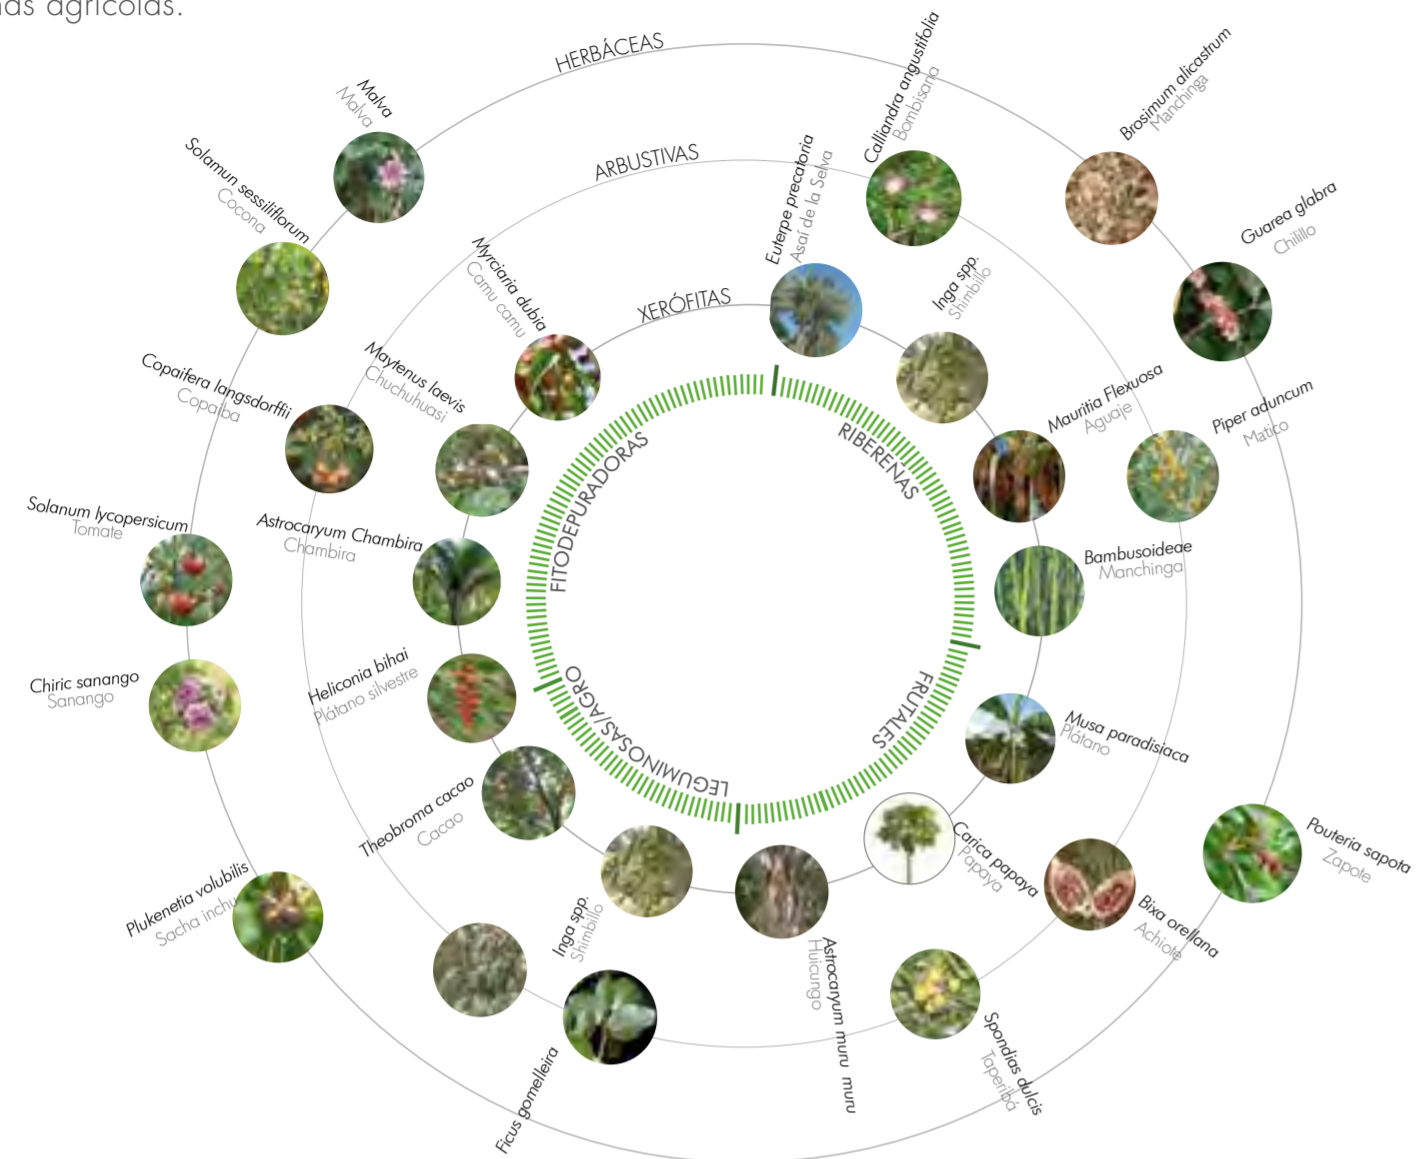 nas agrícolas.
HERBÁCEAS
ARBUSTIVAS
XERÓFITAS
FITODEPURADORAS
RIBEREÑAS
FRUTALES
LEGUMINOSAS/AGRO
Malva
Malva
Solamun sessiliflorum
Cocona
Myrciaria dubia
Camu camu
Maytenus laevis
Chuchuhuasi
Copaifera langsdorffii
Copaiba
Solanum lycopersicum
Tomate
Astrocaryum Chambira
Chambira
Chiric sanango
Sanango
Heliconia bihai
Plátano silvestre
Theobroma cacao
Cacao
Plukenetia volubilis
Sacha inchu
Inga spp.
Shimbillo
Ficus gomelleira
Astrocaryum muru muru
Huicungo
Spondias dulcis
Taperibá
Carica papaya
Papaya
Bixa orellana
Achiote
Pouteria sapota
Zapote
Musa paradisiaca
Plátano
Bambusoideae
Manchinga
Piper aduncum
Matico
Mauritia Flexuosa
Aguaje
Guarea glabra
Chilillo
Brosimum alicastrum
Manchinga
Inga spp.
Shimbillo
Calliandra angustifolia
Bombisana
Euterpe precatoria
Asaí de la Selva